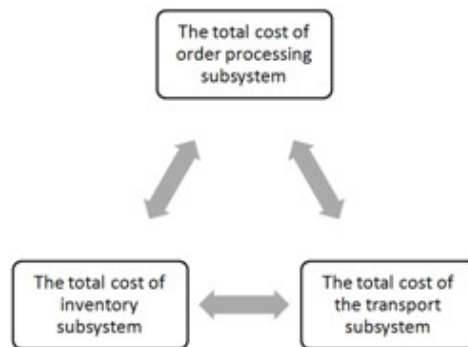 The total cost of
order processing
subsystem
The total cost of
inventory
subsystem
The total cost of
the transport
subsystem